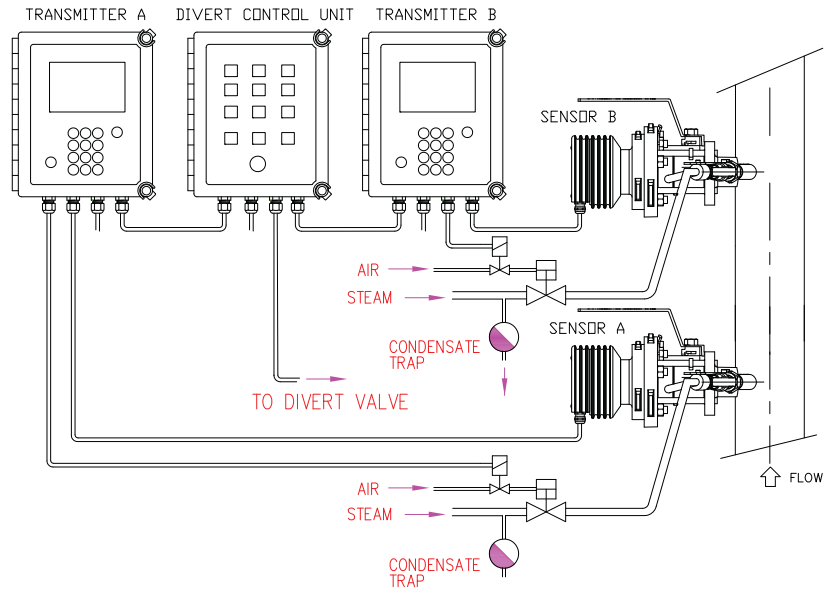 TRANSMITTER A
DIVERT CONTROL UNIT
TRANSMITTER B
SENSOR B
AIR
STEAM
CONDENSATE
TRAP
SENSOR A
TO DIVERT VALVE
FLOW
AIR
STEAM
CONDENSATE
TRAP